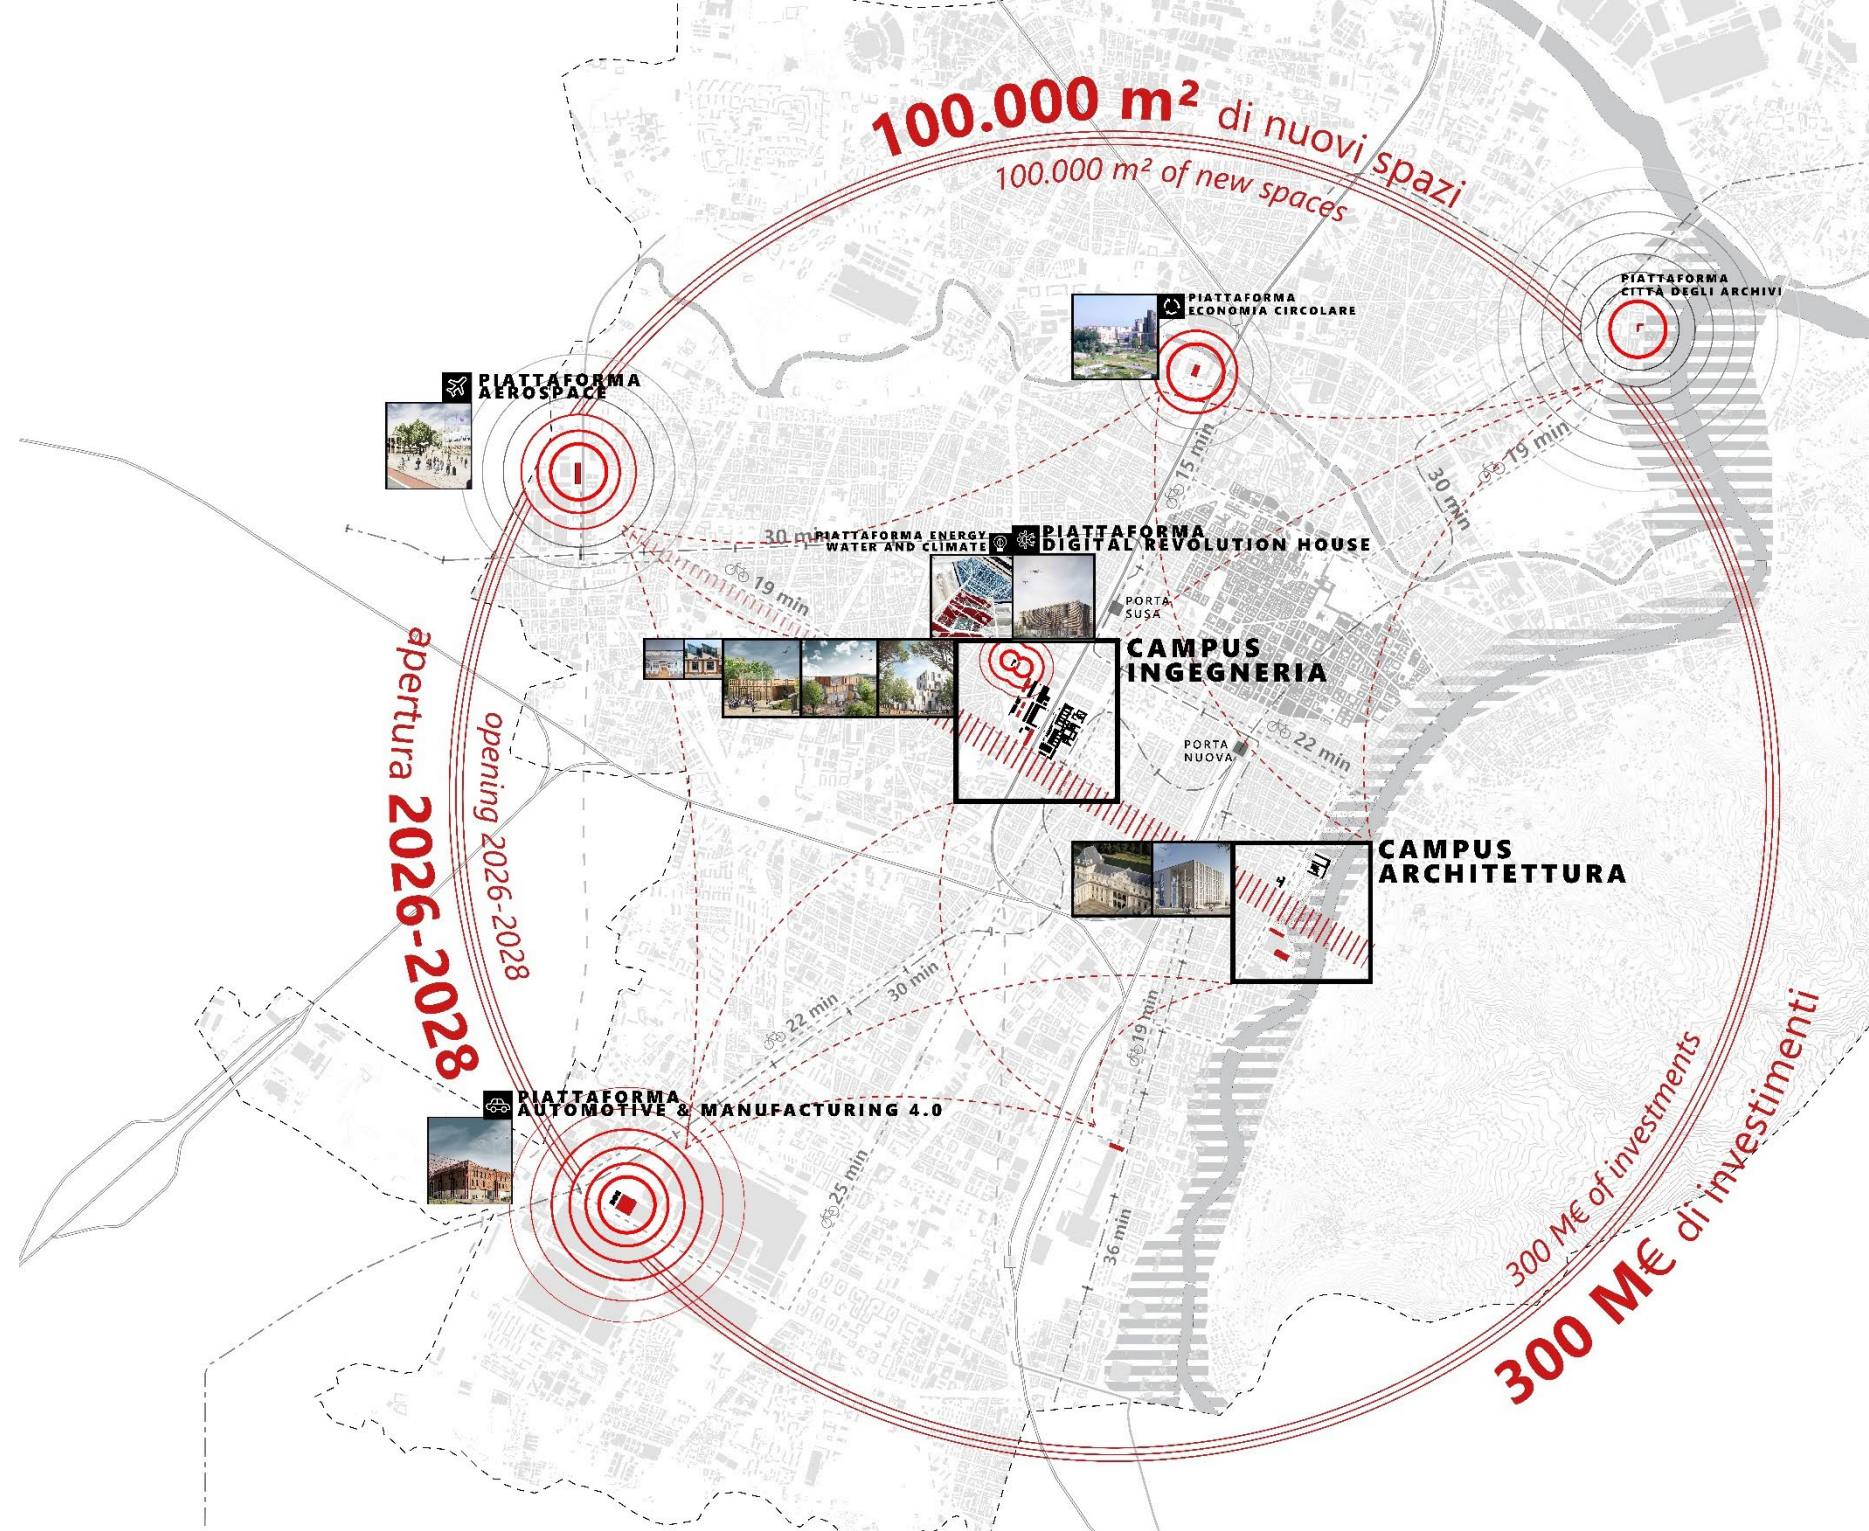 100.000 m² di nuovi spazi
100.000 m² of new spaces
PIATTAFORMA
CITTÀ DEGLI ARCHIVI
PIATTAFORMA
ECONOMIA CIRCOLARE
PIATTAFORMA
AEROSPACE
15 min
19 min
30 min
30 min
PIATTAFORMA ENERGY
WATER AND CLIMATE
PIATTAFORMA
DIGITAL REVOLUTION HOUSE
19 min
PORTA
SUSA
CAMPUS
INGEGNERIA
PORTA
NUOVA
22 min
apertura 2026-2028
opening 2026-2028
CAMPUS
ARCHITETTURA
30 min
22 min
19 min
PIATTAFORMA
AUTOMOTIVE & MANUFACTURING 4.0
25 min
36 min
300 M€ of investments
300 M€ di investimenti